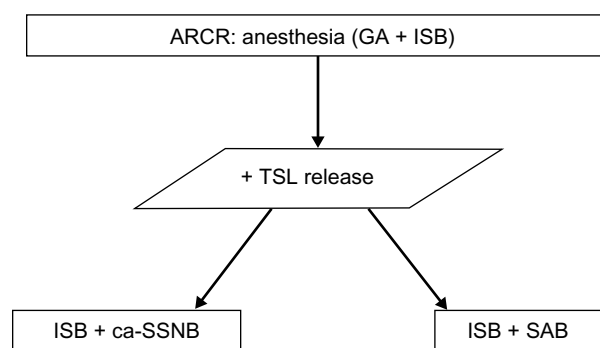 ARCR: anesthesia (GA + ISB)
+ TSL release
ISB + ca-SSNB
ISB + SAB